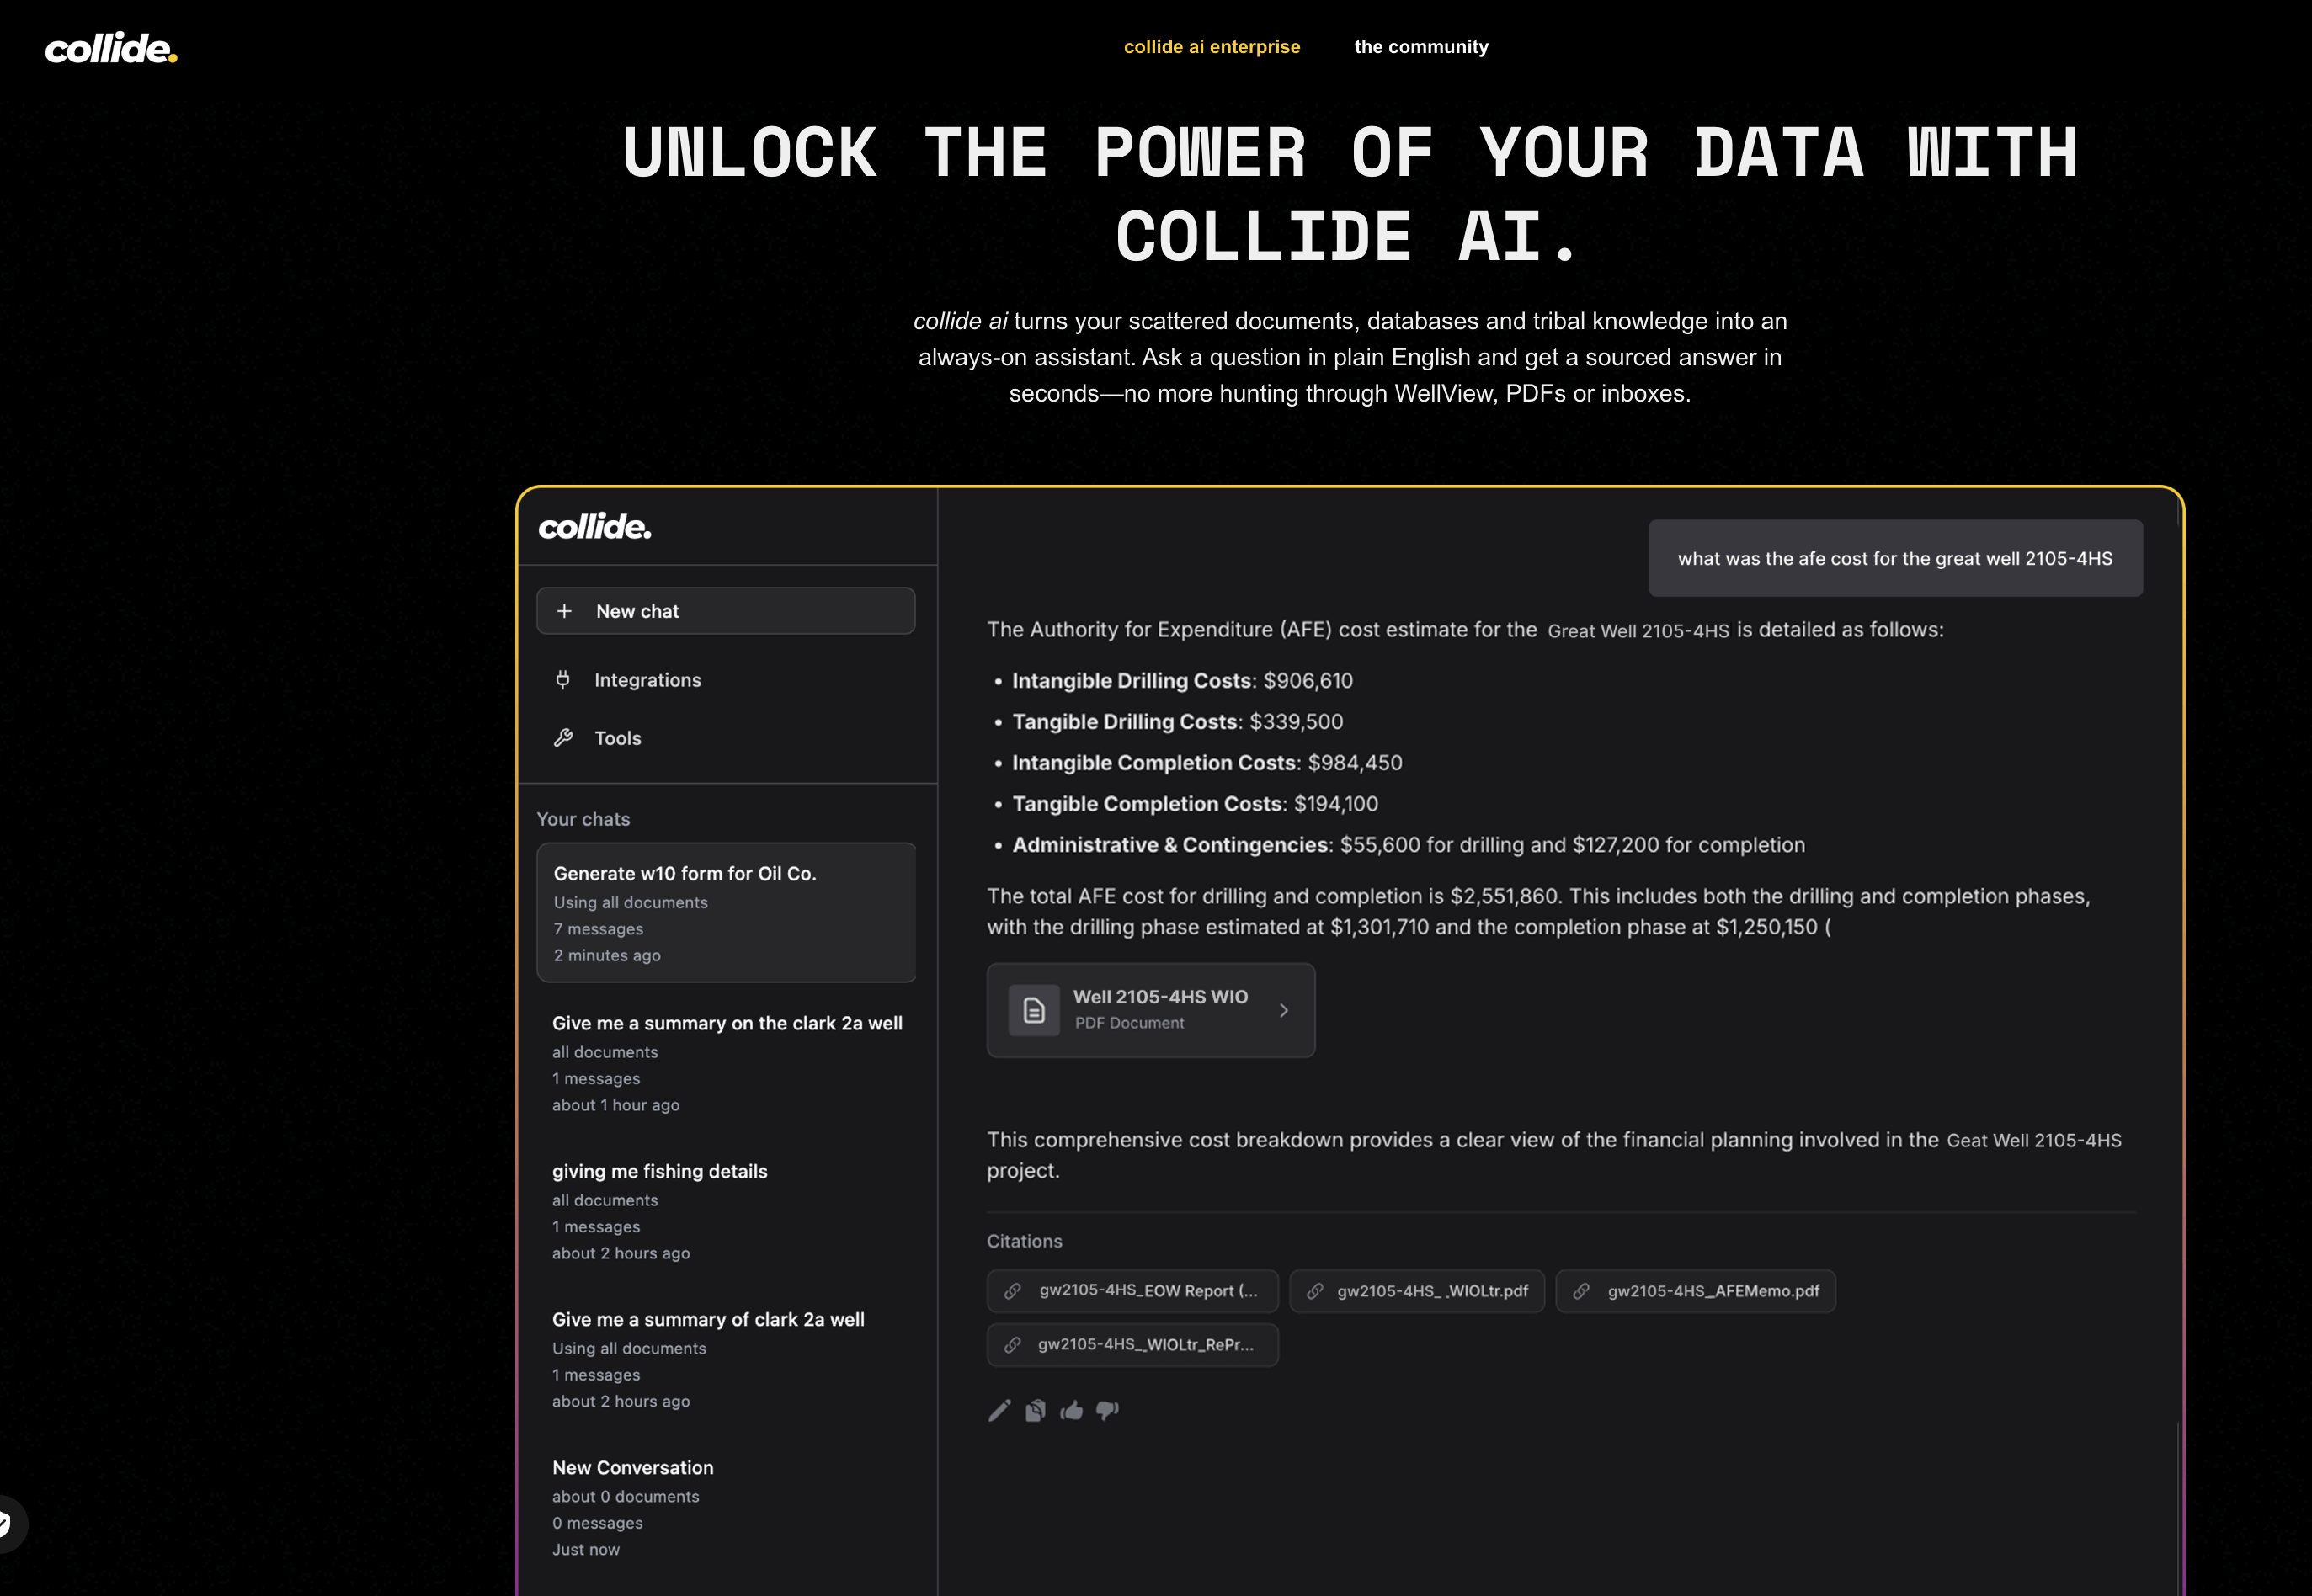 collide.
collide ai enterprise
the community
UNLOCK THE POWER OF YOUR DATA WITH
COLLIDE AI.
collide ai turns your scattered documents, databases and tribal knowledge into an
always-on assistant. Ask a question in plain English and get a sourced answer in
seconds—no more hunting through WellView, PDFs or inboxes.
collide.
New chat
Integrations
Tools
Your chats
Generate w10 form for Oil Co.
Using all documents
7 messages
2 minutes ago
Give me a summary on the clark 2a well
all documents
1 messages
about 1 hour ago
giving me fishing details
all documents
1 messages
about 2 hours ago
Give me a summary of clark 2a well
Using all documents
1 messages
about 2 hours ago
New Conversation
about 0 documents
0 messages
Just now
what was the afe cost for the great well 2105-4HS
The Authority for Expenditure (AFE) cost estimate for the Great Well 2105-4HS is detailed as follows:
• Intangible Drilling Costs: $906,610
• Tangible Drilling Costs: $339,500
• Intangible Completion Costs: $984,450
• Tangible Completion Costs: $194,100
• Administrative & Contingencies: $55,600 for drilling and $127,200 for completion
The total AFE cost for drilling and completion is $2,551,860. This includes both the drilling and completion phases,
with the drilling phase estimated at $1,301,710 and the completion phase at $1,250,150 (
Well 2105-4HS WIO
PDF Document
This comprehensive cost breakdown provides a clear view of the financial planning involved in the Geat Well 2105-4HS
project.
Citations
gw2105-4HS_EOW Report (...
gw2105-4HS_ .WIOLtr.pdf
gw2105-4HS_AFEMemo.pdf
gw2105-4HS__WIOLtr_RePr...